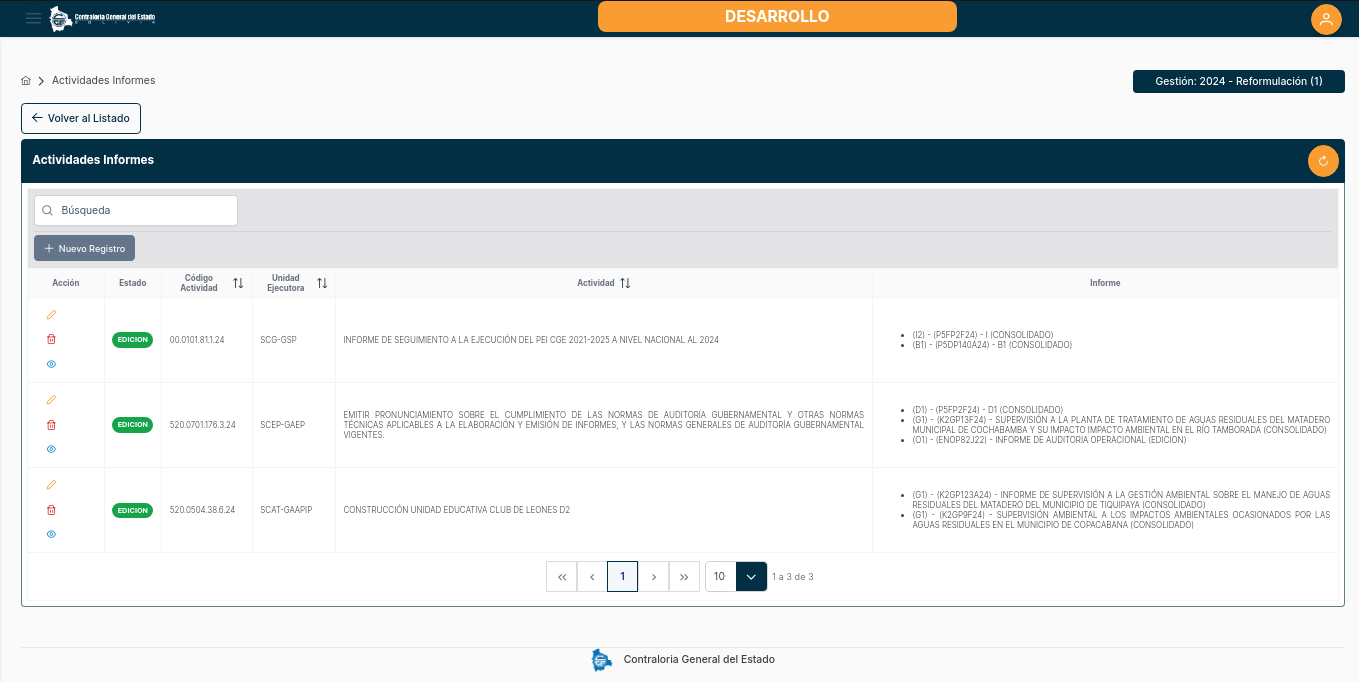 Contraloría General del Estado
B O L I V I A
DESARROLLO
Actividades Informes
Gestión: 2024 - Reformulación (1)
Volver al Listado
Actividades Informes
Búsqueda
Nuevo Registro
Acción
Estado
Código Actividad
Unidad Ejecutora
Actividad
Informe
EDICION
00.0101.81.1.24
SCG-GSP
INFORME DE SEGUIMIENTO A LA EJECUCIÓN DEL PEI CGE 2021-2025 A NIVEL NACIONAL AL 2024
(I2) - (P5FP2F24) - I (CONSOLIDADO)
(B1) - (P5DP140A24) - B1 (CONSOLIDADO)
EDICION
520.0701.176.3.24
SCEP-GAEP
EMITIR PRONUNCIAMIENTO SOBRE EL CUMPLIMIENTO DE LAS NORMAS DE AUDITORÍA GUBERNAMENTAL Y OTRAS NORMAS
TÉCNICAS APLICABLES A LA ELABORACIÓN Y EMISIÓN DE INFORMES, Y LAS NORMAS GENERALES DE AUDITORÍA GUBERNAMENTAL
VIGENTES.
(D1) - (P5FP2F24) - D1 (CONSOLIDADO)
(G1) - (K2GP13F24) - SUPERVISIÓN A LA PLANTA DE TRATAMIENTO DE AGUAS RESIDUALES DEL MATADERO
MUNICIPAL DE COCHABAMBA Y SU IMPACTO IMPACTO AMBIENTAL EN EL RÍO TAMBORADA (CONSOLIDADO)
(O1) - (ENOP82J22) - INFORME DE AUDITORIA OPERACIONAL (EDICION)
EDICION
520.0504.38.6.24
SCAT-GAAPIP
CONSTRUCCIÓN UNIDAD EDUCATIVA CLUB DE LEONES D2
(G1) - (K2GP123A24) - INFORME DE SUPERVISIÓN A LA GESTIÓN AMBIENTAL SOBRE EL MANEJO DE AGUAS
RESIDUALES DEL MATADERO DEL MUNICIPIO DE TIQUIPAYA (CONSOLIDADO)
(G1) - (K2GP9F24) - SUPERVISIÓN AMBIENTAL A LOS IMPACTOS AMBIENTALES OCASIONADOS POR LAS
AGUAS RESIDUALES EN EL MUNICIPIO DE COPACABANA (CONSOLIDADO)
« ‹ 1 › » 10 1 a 3 de 3
Contraloria General del Estado